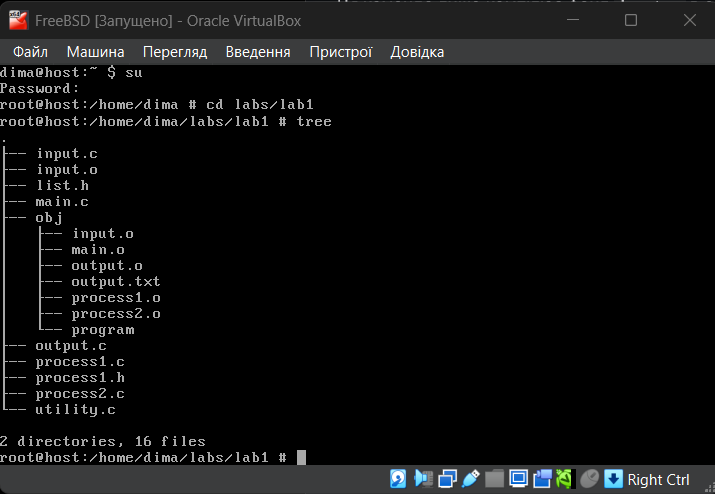 FreeBSD [Запущено] - Oracle VirtualBox
Файл Машина Перегляд Введення Пристрої Довідка
dima@host:~ $ su
Password:
root@host:/home/dima # cd labs/lab1
root@host:/home/dima/labs/lab1 # tree
.
├── input.c
├── input.o
├── list.h
├── main.c
├── obj
│   ├── input.o
│   ├── main.o
│   ├── output.o
│   ├── output.txt
│   ├── process1.o
│   ├── process2.o
│   └── program
├── output.c
├── process1.c
├── process1.h
├── process2.c
└── utility.c
2 directories, 16 files
root@host:/home/dima/labs/lab1 #
Right Ctrl